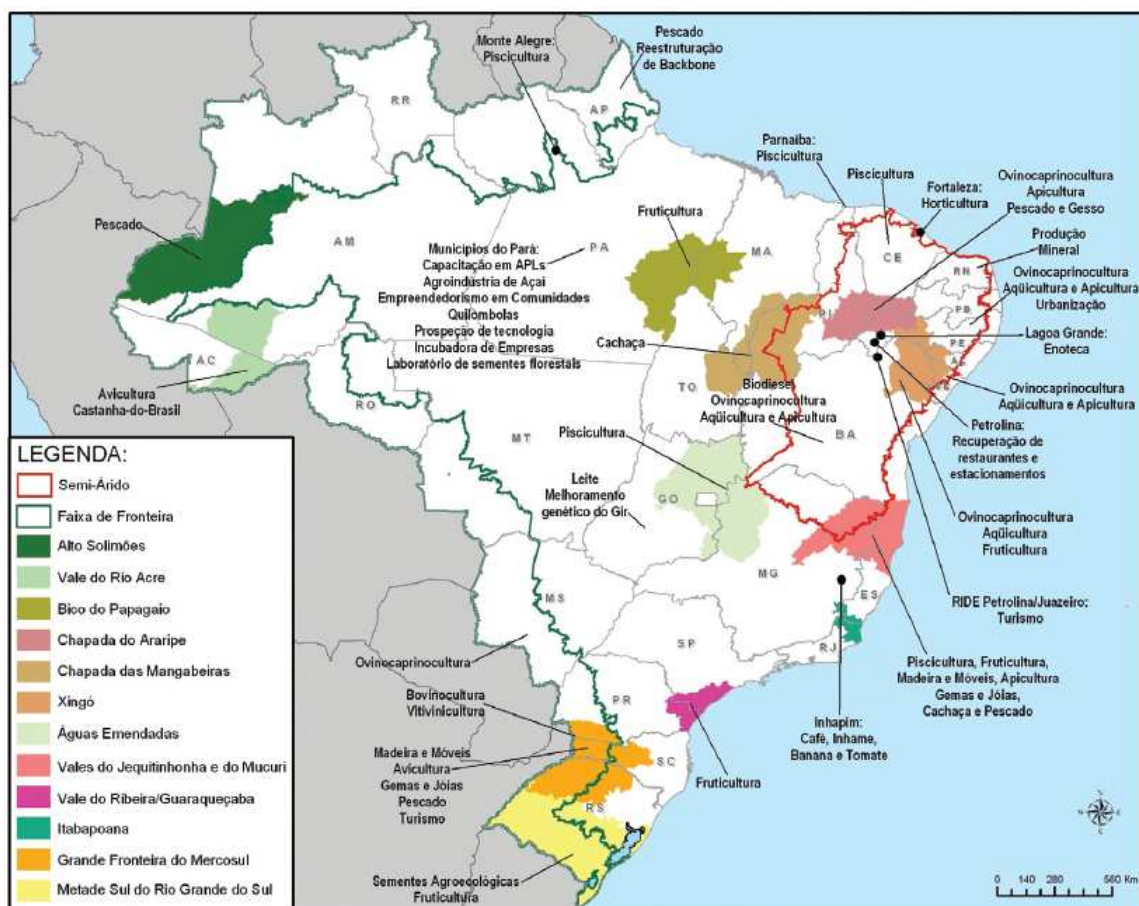 Monte Alegre:
Piscicultura
Pescado
Reestruturação
de Backbone
RR
AP
Parnaíba:
Piscicultura
Piscicultura
Fortaleza:
Horticultura
Ovinocaprinocultura
Apicultura
Pescado e Gesso
Pescado
AM
Fruticultura
PA
MA
CE
Produção
Mineral
RN
Municípios do Pará:
Capacitação em APLs
Agroindústria de Açaí
Empreendedorismo em Comunidades
Quilombolas
Prospeção de tecnologia
Incubadora de Empresas
Laboratório de sementes florestais
Ovinocaprinocultura
Aqüicultura e Apicultura
Urbanização
PI
PB
Lagoa Grande:
Enoteca
PE
AL
Cachaça
AC
Avicultura
Castanha-do-Brasil
RO
TO
Biodiesel
Ovinocaprinocultura
Aqüicultura e Apicultura
Ovinocaprinocultura
Aqüicultura e Apicultura
MT
BA
Petrolina:
Recuperação de
restaurantes e
estacionamentos
Piscicultura
Leite
Melhoramento
genético do Gir
GO
Ovinocaprinocultura
Aqüicultura
Fruticultura
MG
ES
RIDE Petrolina/Juazeiro:
Turismo
MS
SP
RJ
Ovinocaprinocultura
Piscicultura, Fruticultura,
Madeira e Móveis, Apicultura
Gemas e Jóias,
Cachaça e Pescado
Bovinocultura
Vitivinicultura
PR
Inhapim:
Café, Inhame,
Banana e Tomate
Madeira e Móveis
Avicultura
Gemas e Jóias
Pescado
Turismo
SC
Fruticultura
RS
Sementes Agroecológicas
Fruticultura
LEGENDA:
Semi-Árido
Faixa de Fronteira
Alto Solimões
Vale do Rio Acre
Bico do Papagaio
Chapada do Araripe
Chapada das Mangabeiras
Xingó
Águas Emendadas
Vales do Jequitinhonha e do Mucuri
Vale do Ribeira/Guaraqueçaba
Itabapoana
Grande Fronteira do Mercosul
Metade Sul do Rio Grande do Sul
N
0 140 280 560 Km